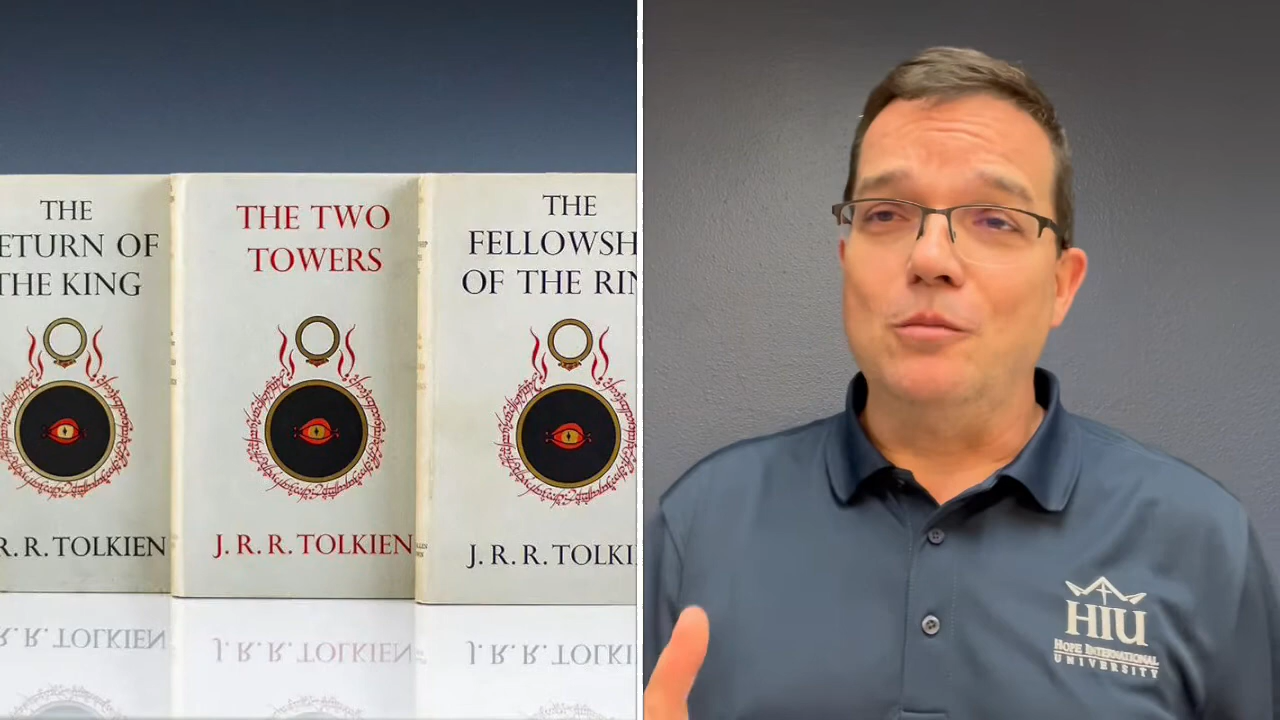 THE
ETURN OF
THE KING
R. R. TOLKIEN
THE TWO
TOWERS
J. R. R. TOLKIEN
THE
FELLOWSH
OF THE RIN
J. R. R. TOLKI
HIU
HOPE INTERNATIONAL
UNIVERSITY